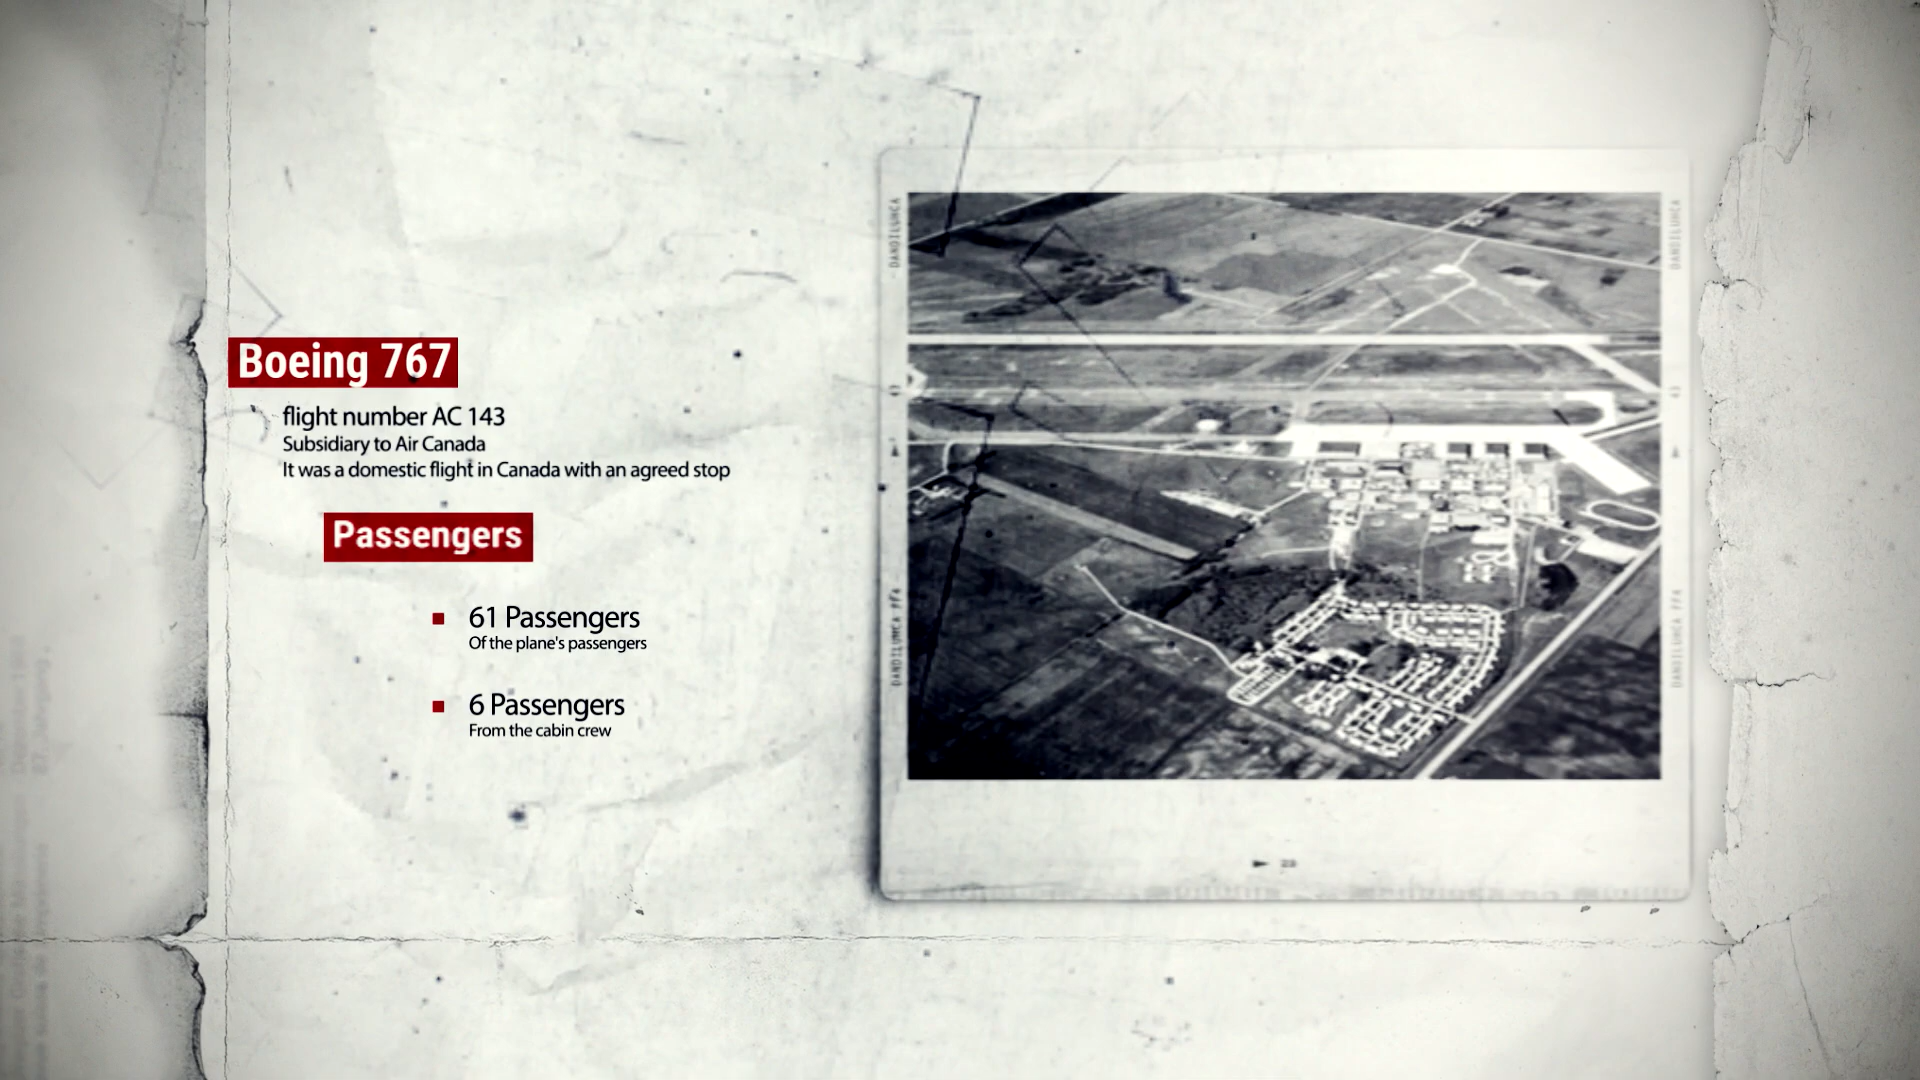 Boeing 767
flight number AC 143
Subsidiary to Air Canada
It was a domestic flight in Canada with an agreed stop
Passengers
61 Passengers
Of the plane's passengers
6 Passengers
From the cabin crew
23